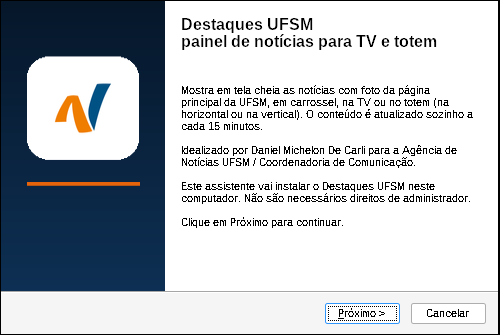 Destaques UFSM
painel de notícias para TV e totem
Mostra em tela cheia as notícias com foto da página
principal da UFSM, em carrossel, na TV ou no totem (na
horizontal ou na vertical). O conteúdo é atualizado sozinho a
cada 15 minutos.
Idealizado por Daniel Michelon De Carli para a Agência de
Notícias UFSM / Coordenadoria de Comunicação.
Este assistente vai instalar o Destaques UFSM neste
computador. Não são necessários direitos de administrador.
Clique em Próximo para continuar.
Próximo >
Cancelar